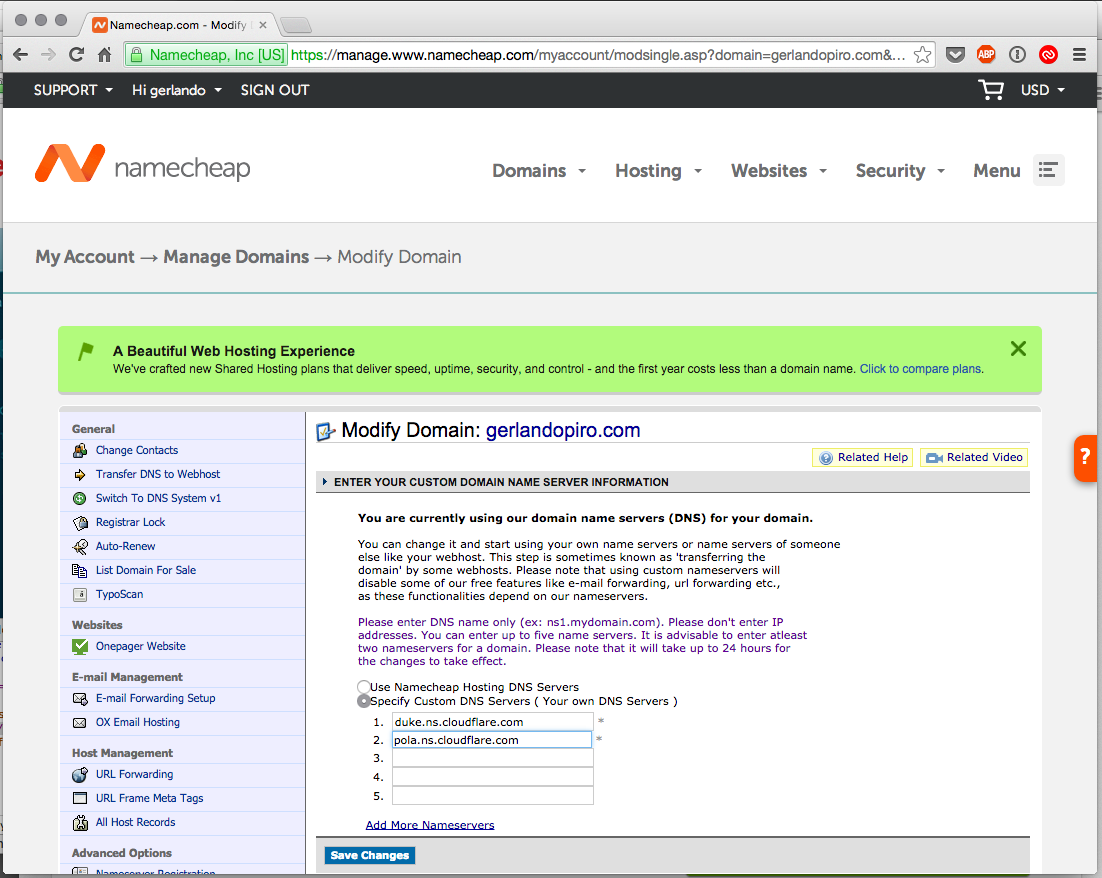 Namecheap.com - Modify
Namecheap, Inc [US] https://manage.www.namecheap.com/myaccount/modsingle.asp?domain=gerlandopiro.com&...
ABP
SUPPORT Hi gerlando SIGN OUT USD
namecheap
Domains Hosting Websites Security Menu
My Account → Manage Domains → Modify Domain
A Beautiful Web Hosting Experience
We've crafted new Shared Hosting plans that deliver speed, uptime, security, and control - and the first year costs less than a domain name. Click to compare plans.
?
General
Change Contacts
Transfer DNS to Webhost
Switch To DNS System v1
Registrar Lock
Auto-Renew
List Domain For Sale
TypoScan
Websites
Onepager Website
E-mail Management
E-mail Forwarding Setup
OX Email Hosting
Host Management
URL Forwarding
URL Frame Meta Tags
All Host Records
Advanced Options
Nameserver Registration
Modify Domain: gerlandopiro.com
Related Help Related Video
ENTER YOUR CUSTOM DOMAIN NAME SERVER INFORMATION
You are currently using our domain name servers (DNS) for your domain.
You can change it and start using your own name servers or name servers of someone
else like your webhost. This step is sometimes known as 'transferring the
domain' by some webhosts. Please note that using custom nameservers will
disable some of our free features like e-mail forwarding, url forwarding etc.,
as these functionalities depend on our nameservers.
Please enter DNS name only (ex: ns1.mydomain.com). Please don't enter IP
addresses. You can enter up to five name servers. It is advisable to enter atleast
two nameservers for a domain. Please note that it will take up to 24 hours for
the changes to take effect.
Use Namecheap Hosting DNS Servers
Specify Custom DNS Servers ( Your own DNS Servers )
1. duke.ns.cloudflare.com *
2. pola.ns.cloudflare.com *
3.
4.
5.
Add More Nameservers
Save Changes